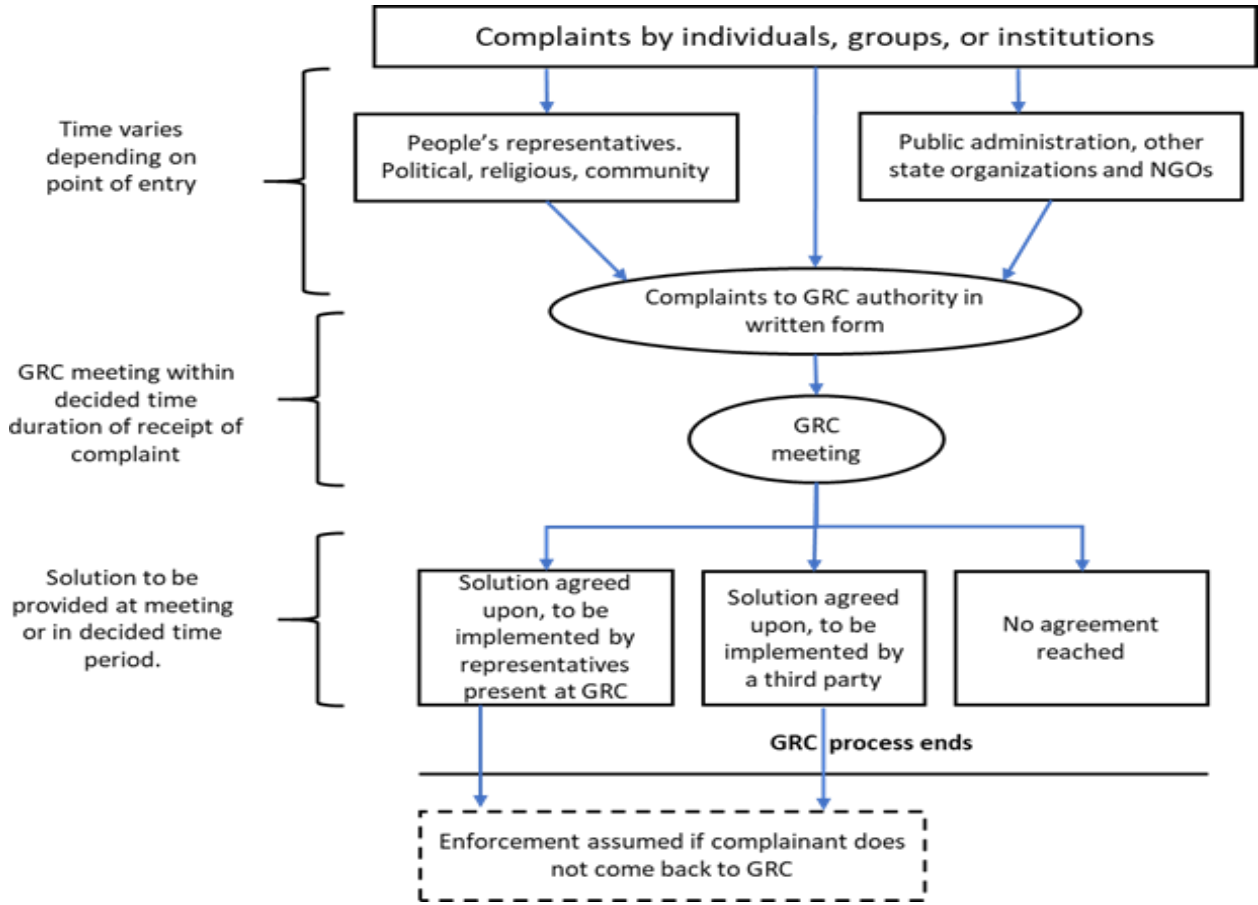 Complaints by individuals, groups, or institutions
Time varies
depending on
point of entry
People's representatives.
Political, religious, community
Public administration, other
state organizations and NGOs
Complaints to GRC authority in
written form
GRC meeting within
decided time
duration of receipt of
complaint
GRC
meeting
Solution to be
provided at meeting
or in decided time
period.
Solution agreed
upon, to be
implemented by
representatives
present at GRC
Solution agreed
upon, to be
implemented by
a third party
No agreement
reached
GRC process ends
Enforcement assumed if complainant does
not come back to GRC